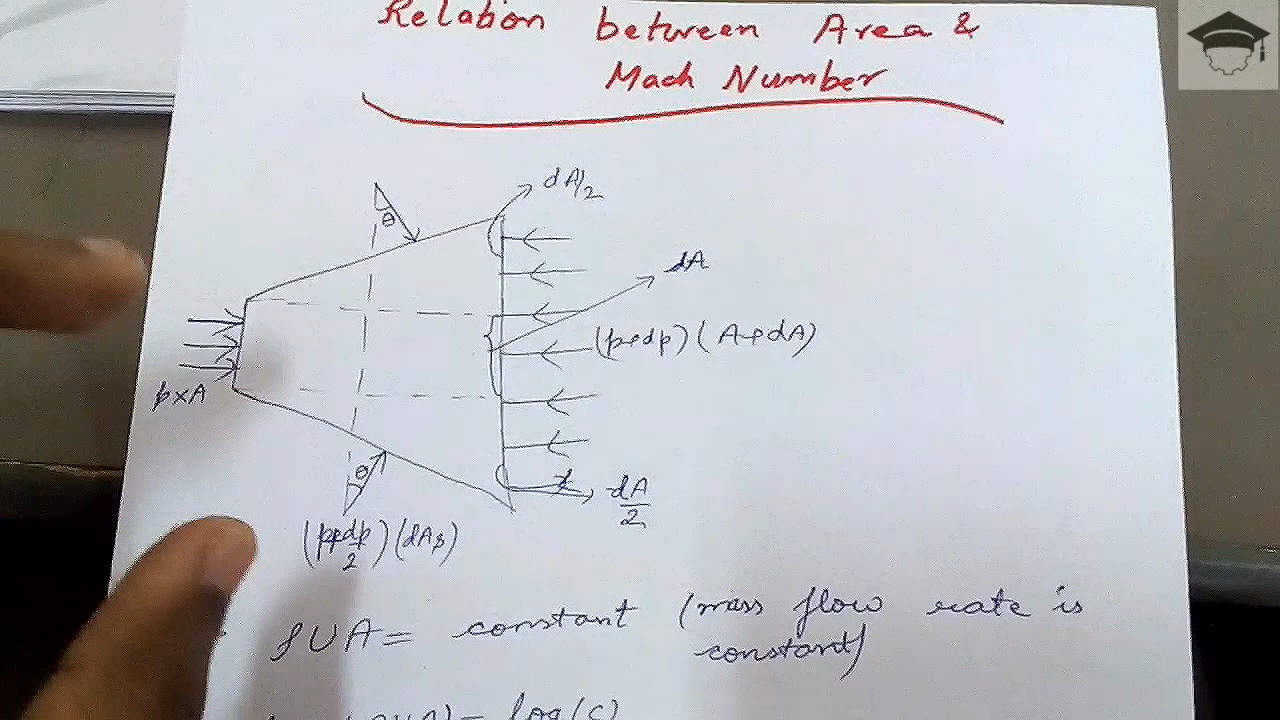 Relation between Area &
Mach Number
dA/2
dA
θ
(p+dp) (A+dA)
p×A
θ
dA/2
(p+dp/2) (dAs)
ρUA = constant (mass flow rate is
constant)
= log(C)